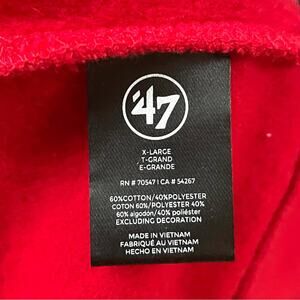 '47
X-LARGE
T-GRAND
E-GRANDE
RN # 70547 | CA # 54267
60%COTTON/40%POLYESTER
COTON 60%/POLYESTER 40%
60% algodón/40% poliéster
EXCLUDING DECORATION
MADE IN VIETNAM
FABRIQUÉ AU VIETNAM
HECHO EN VIETNAM